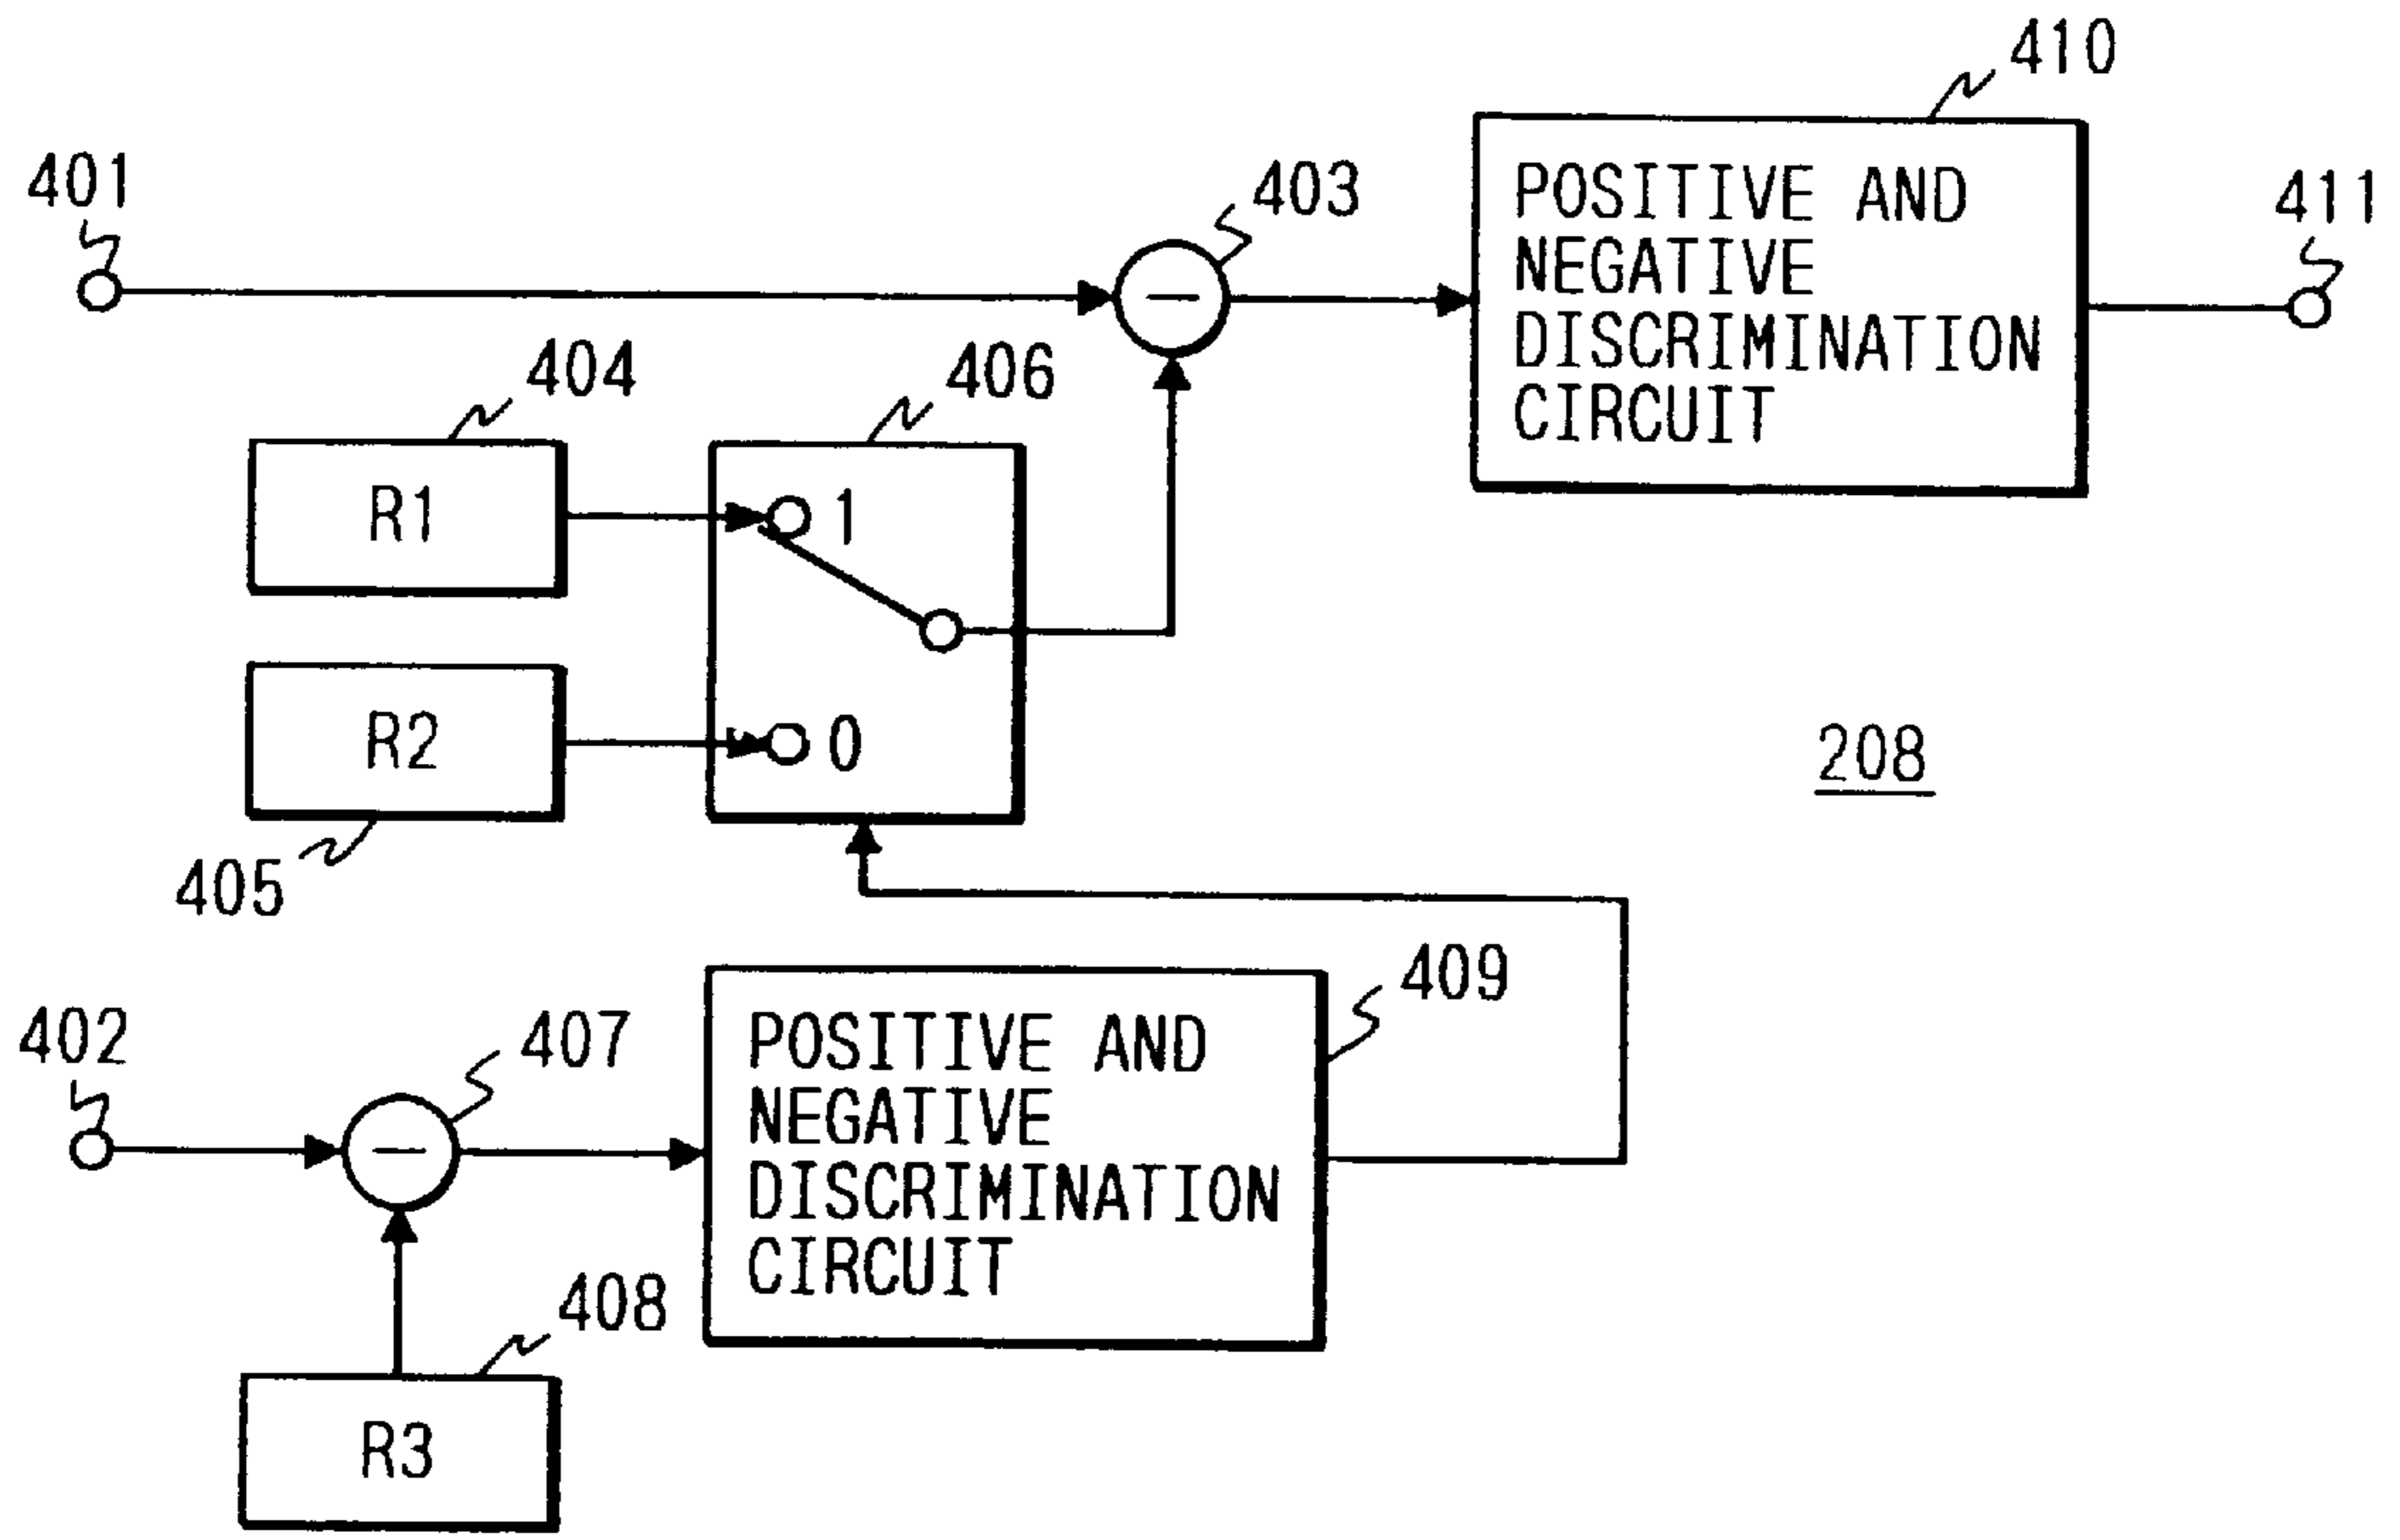 410
401
403
POSITIVE AND
NEGATIVE
DISCRIMINATION
CIRCUIT
411
404
406
R1
1
R2
0
208
405
409
402
407
POSITIVE AND
NEGATIVE
DISCRIMINATION
CIRCUIT
408
R3